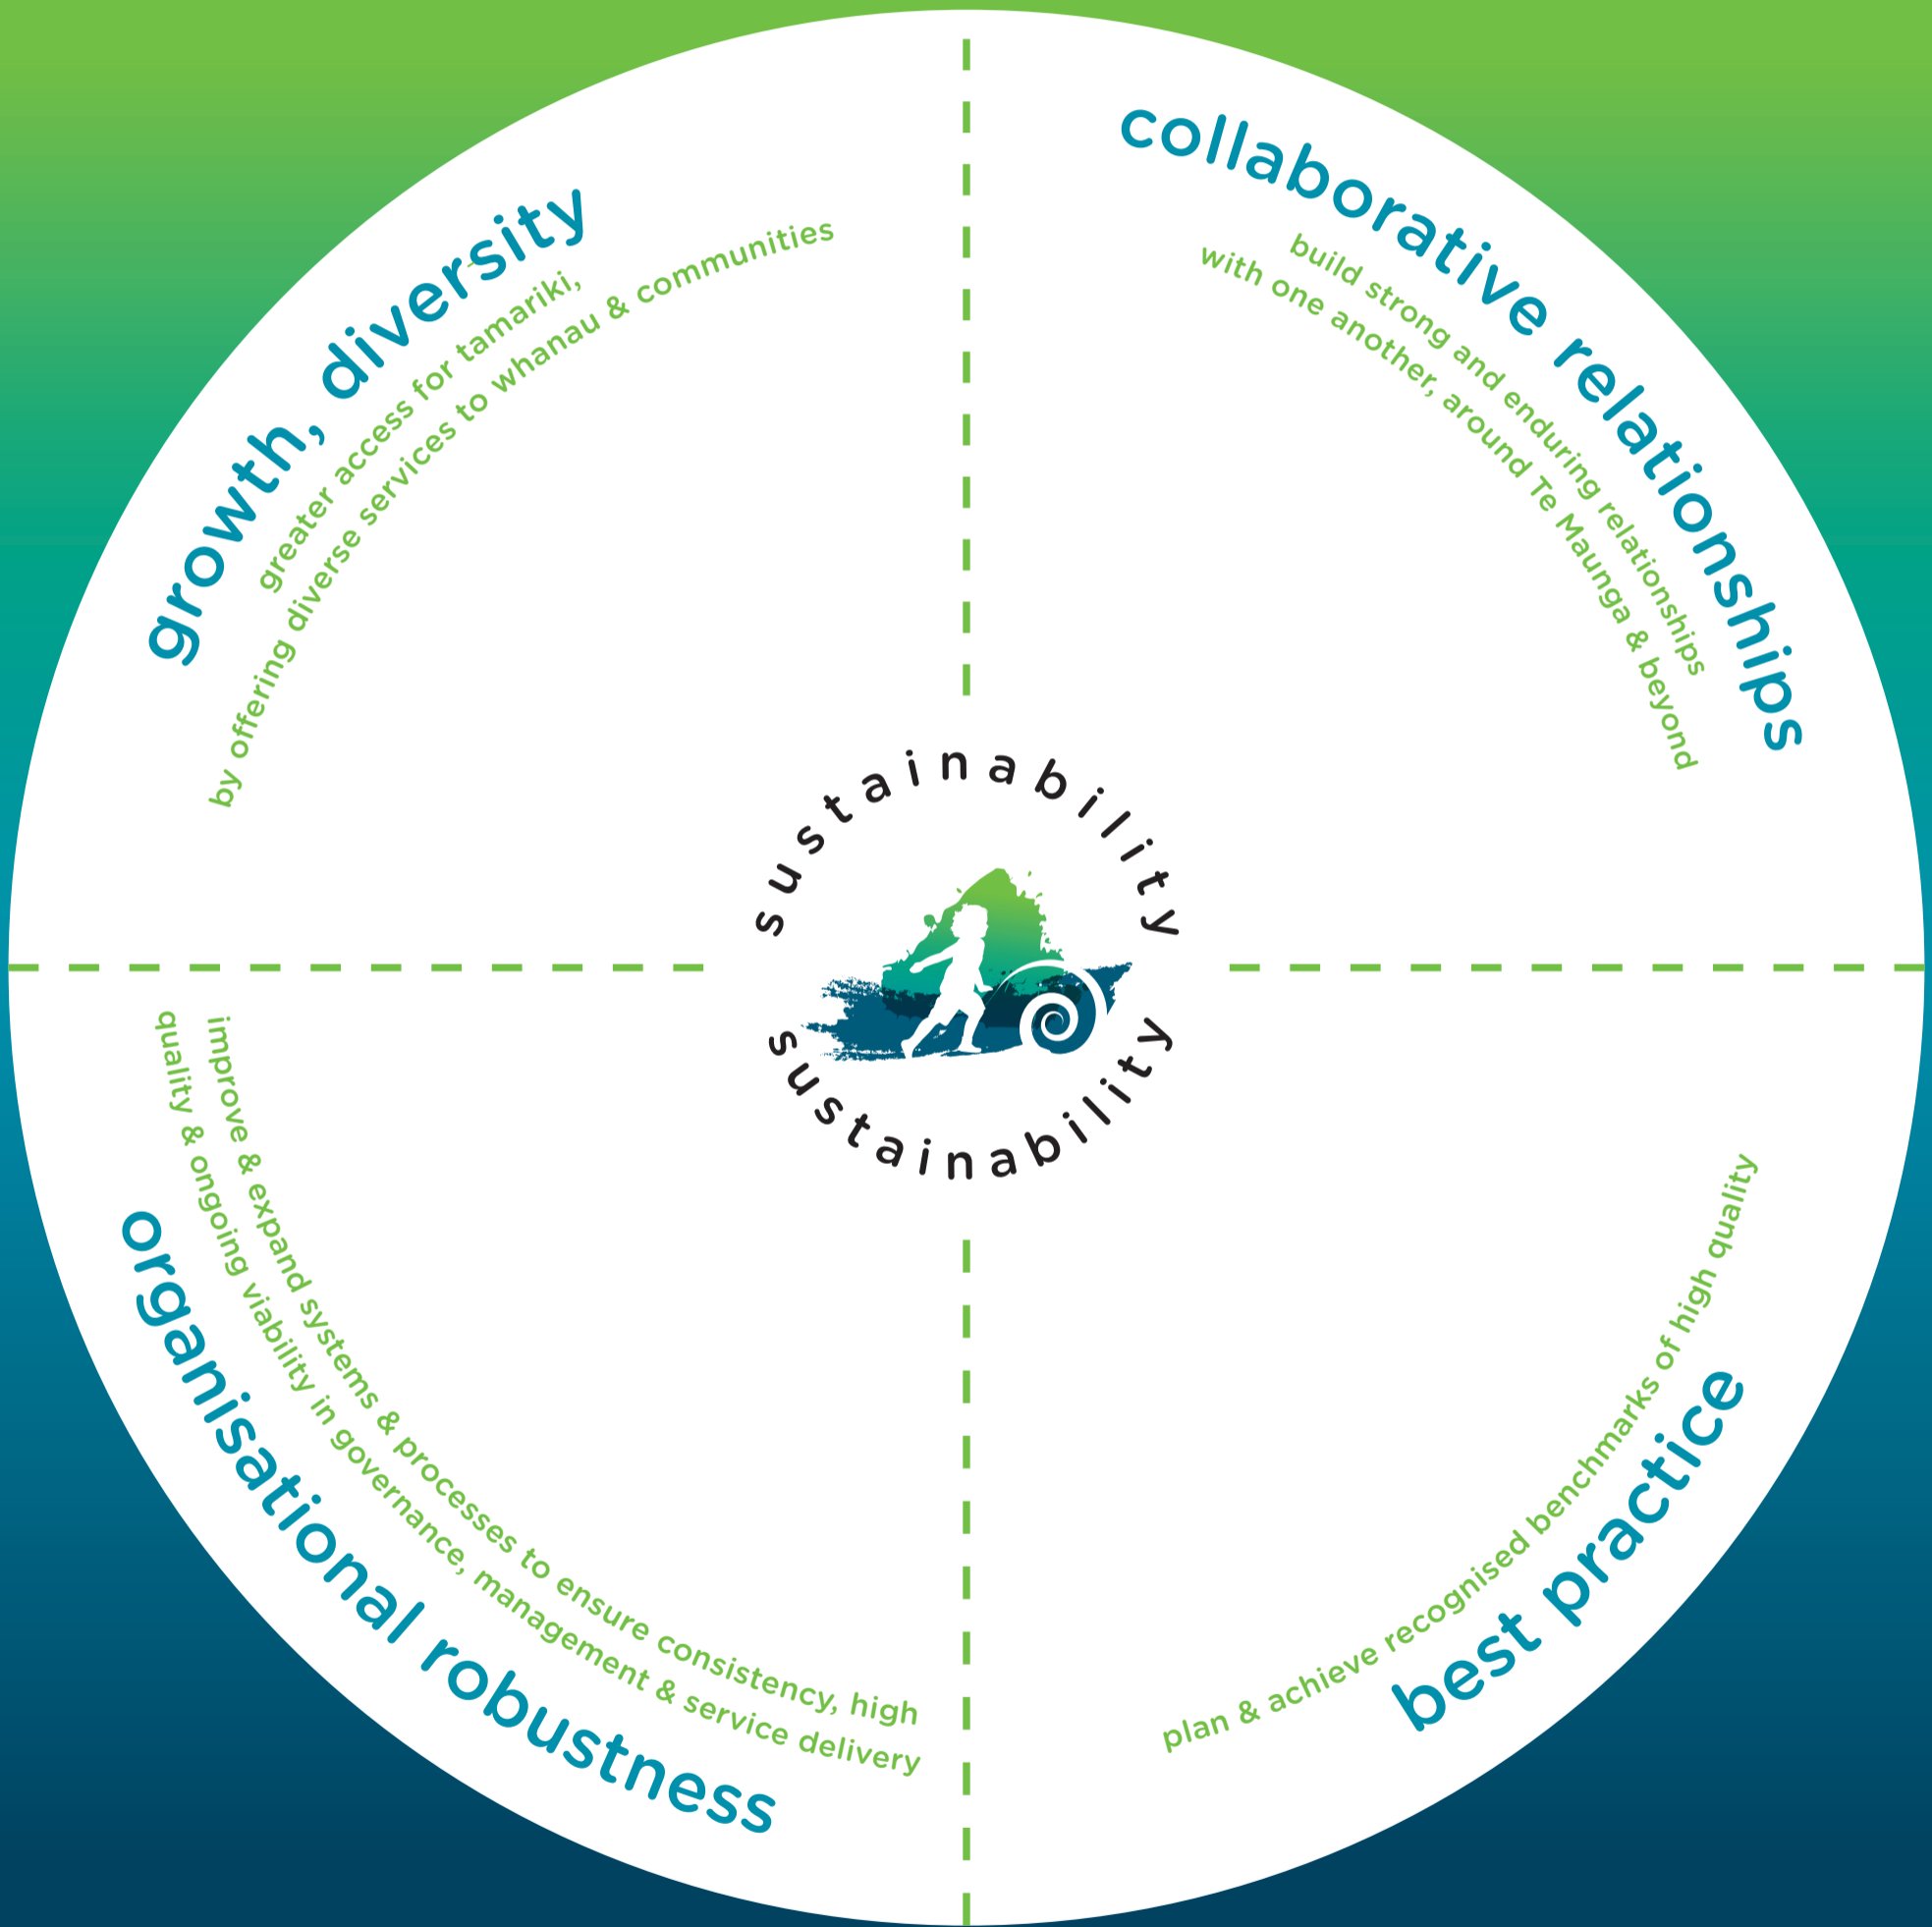 growth, diversity
greater access for tamariki,
by offering diverse services to whanau & communities
collaborative relationships
build strong and enduring relationships
with one another, around Te Maunga & beyond
sustainability
sustainability
improve & expand systems & processes to ensure consistency, high
quality & ongoing viability in governance, management & service delivery
organisational robustness
plan & achieve recognised benchmarks of high quality
best practice